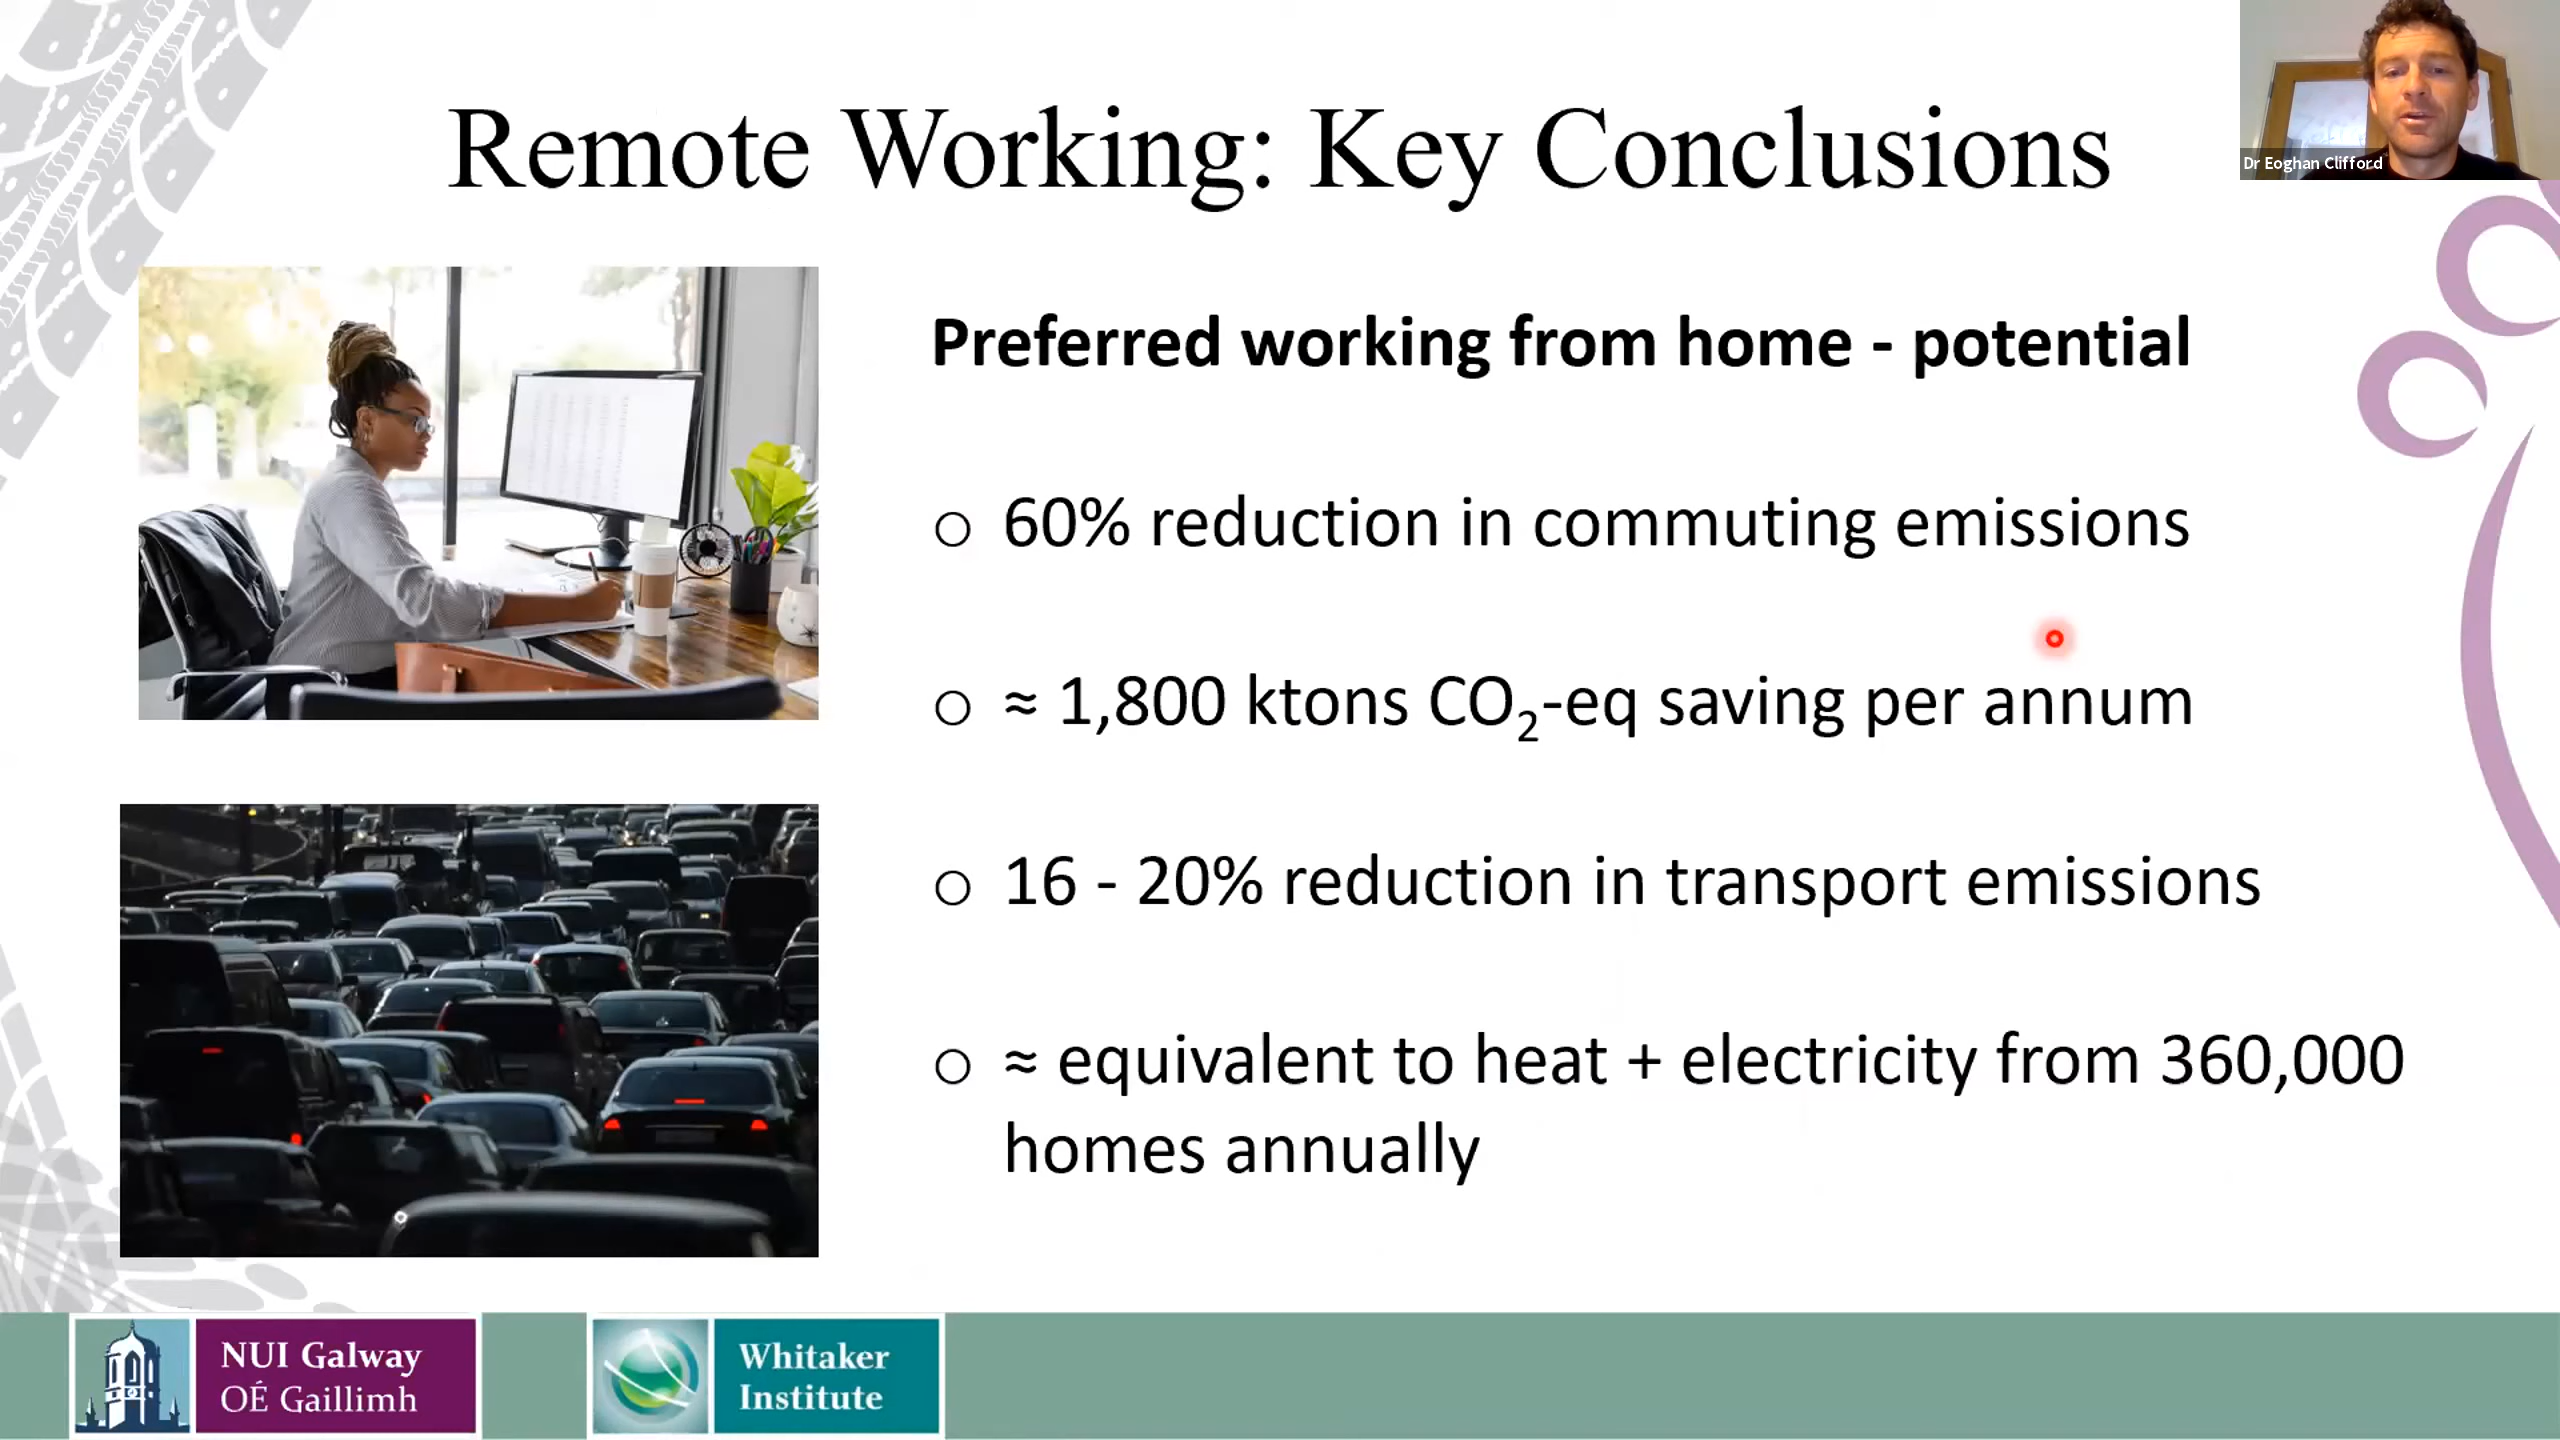 Remote Working: Key Conclusions
Dr Eoghan Clifford
Preferred working from home - potential
○ 60% reduction in commuting emissions
○ ≈ 1,800 ktons CO₂-eq saving per annum
○ 16 - 20% reduction in transport emissions
○ ≈ equivalent to heat + electricity from 360,000
homes annually
NUI Galway
OÉ Gaillimh
Whitaker
Institute